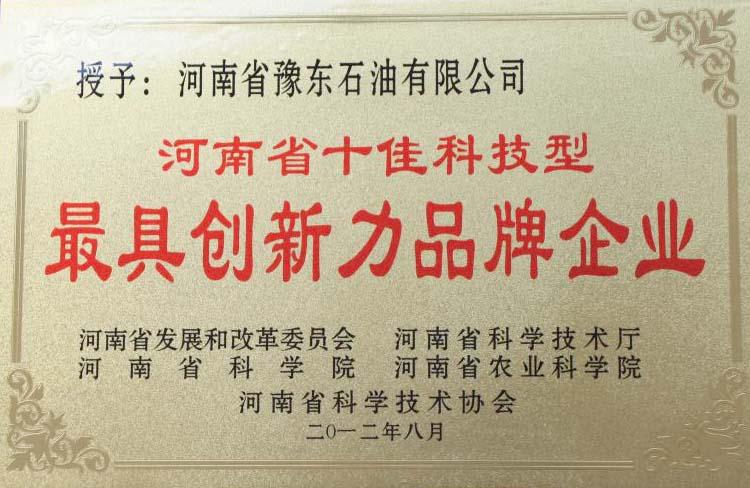 授予：河南省豫东石油有限公司
河南省十佳科技型
最具创新力品牌企业
河南省发展和改革委员会 河南省科学技术厅
河南省科学院 河南省农业科学院
河南省科学技术协会
二〇一二年八月